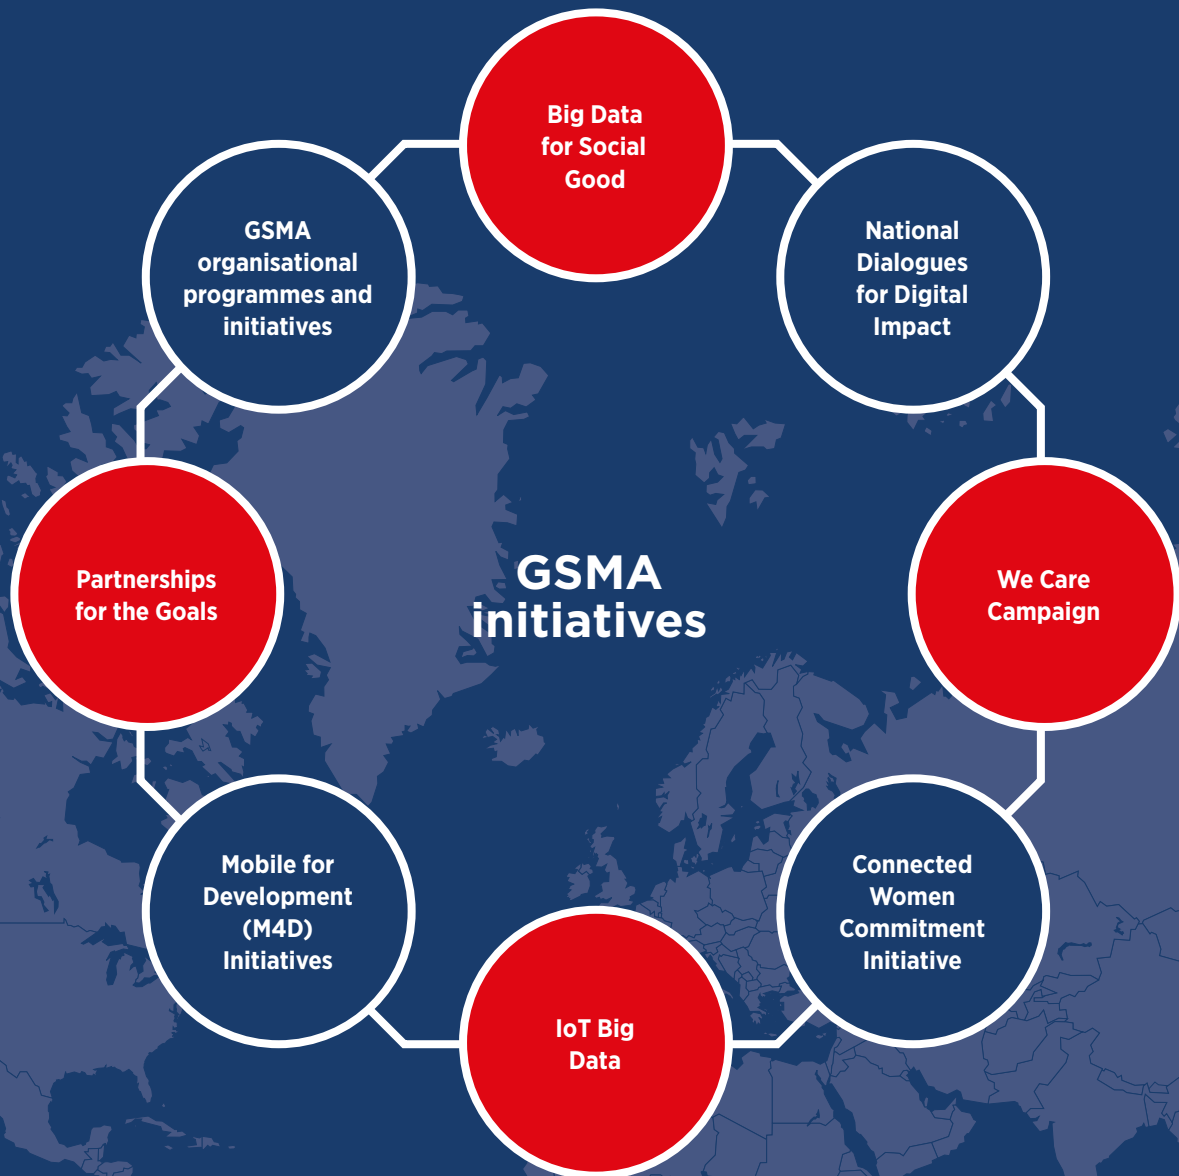 Big Data
for Social
Good
GSMA
organisational
programmes and
initiatives
National
Dialogues
for Digital
Impact
Partnerships
for the Goals
GSMA
initiatives
We Care
Campaign
Mobile for
Development
(M4D)
Initiatives
Connected
Women
Commitment
Initiative
IoT Big
Data